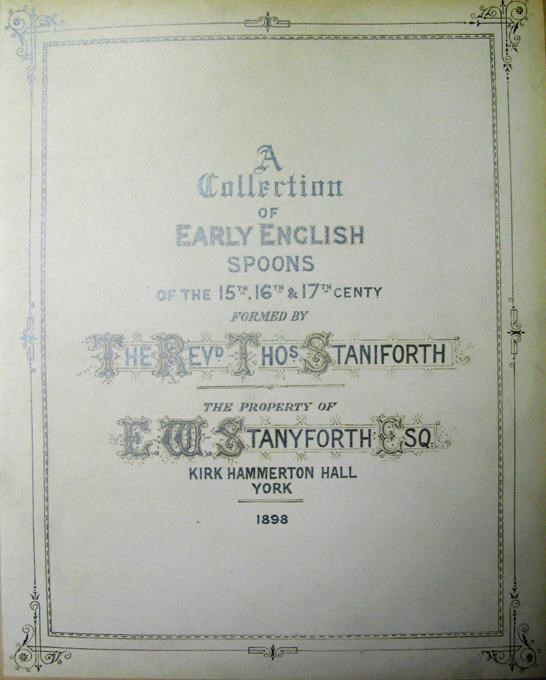 A
Collection
OF
EARLY ENGLISH
SPOONS
OF THE 15TH, 16TH & 17TH CENTY
FORMED BY
THE REVD THOS STANIFORTH
THE PROPERTY OF
E. W. STANYFORTH ESQ.
KIRK HAMMERTON HALL
YORK
1898